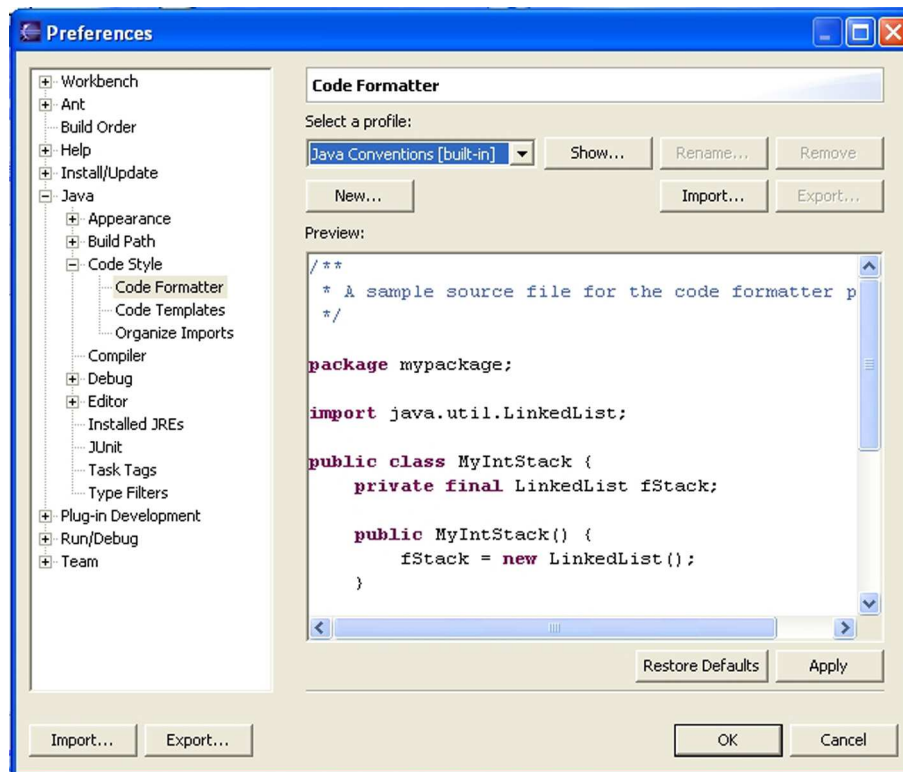 Preferences
Workbench
Ant
Build Order
Help
Install/Update
Java
Appearance
Build Path
Code Style
Code Formatter
Code Templates
Organize Imports
Compiler
Debug
Editor
Installed JREs
JUnit
Task Tags
Type Filters
Plug-in Development
Run/Debug
Team
Code Formatter
Select a profile:
Java Conventions [built-in] Show... Rename... Remove
New... Import... Export...
Preview:
/**
 * A sample source file for the code formatter p
 */
package mypackage;
import java.util.LinkedList;
public class MyIntStack {
    private final LinkedList fStack;
    public MyIntStack() {
        fStack = new LinkedList();
    }
Restore Defaults Apply
Import... Export... OK Cancel